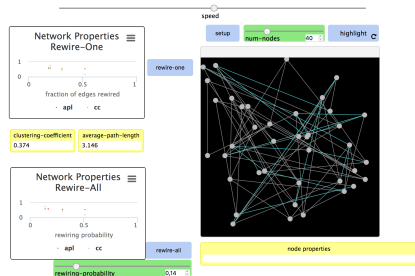 speed
Network Properties
Rewire-One
1
0
0
0.5
1
fraction of edges rewired
apl cc
setup
num-nodes 40
highlight
rewire-one
clustering-coefficient
0.374
average-path-length
3.146
Network Properties
Rewire-All
1
0
0
0.5
1
rewiring probability
apl cc
rewire-all
node properties
rewiring-probability 0,14